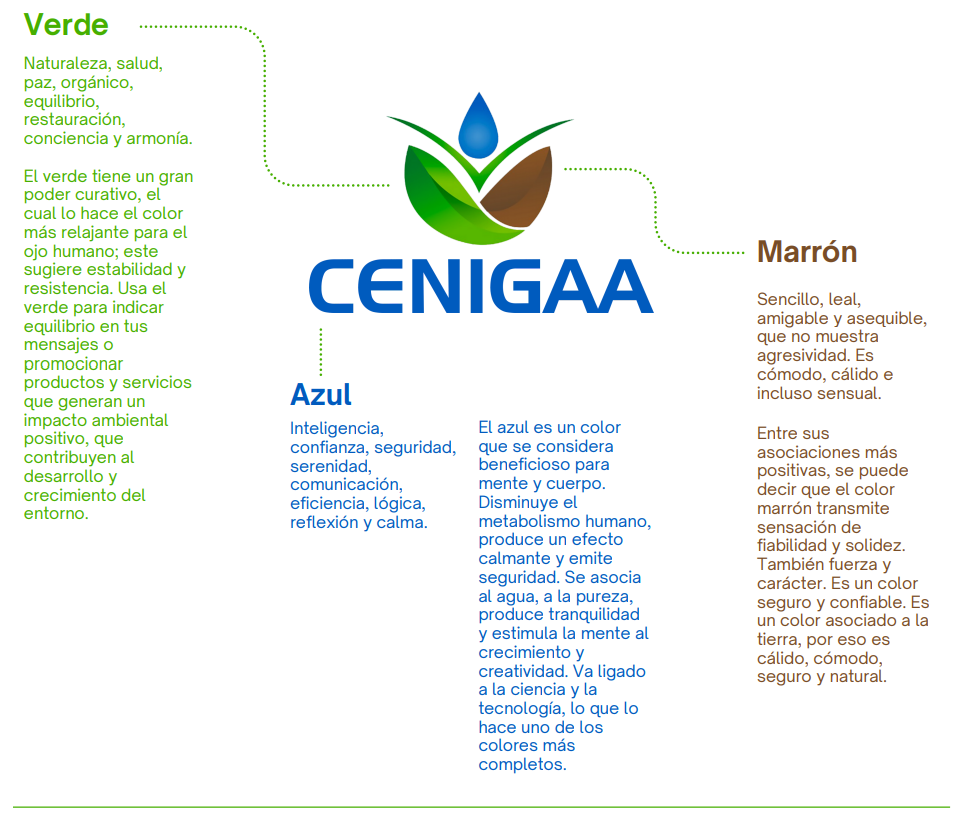 Verde
Naturaleza, salud,
paz, orgánico,
equilibrio,
restauración,
conciencia y armonía.
El verde tiene un gran
poder curativo, el
cual lo hace el color
más relajante para el
ojo humano; este
sugiere estabilidad y
resistencia. Usa el
verde para indicar
equilibrio en tus
mensajes o
promocionar
productos y servicios
que generan un
impacto ambiental
positivo, que
contribuyen al
desarrollo y
crecimiento del
entorno.
CENIGAA
Azul
Inteligencia,
confianza, seguridad,
serenidad,
comunicación,
eficiencia, lógica,
reflexión y calma.
El azul es un color
que se considera
beneficioso para
mente y cuerpo.
Disminuye el
metabolismo humano,
produce un efecto
calmante y emite
seguridad. Se asocia
al agua, a la pureza,
produce tranquilidad
y estimula la mente al
crecimiento y
creatividad. Va ligado
a la ciencia y la
tecnología, lo que lo
hace uno de los
colores más
completos.
Marrón
Sencillo, leal,
amigable y asequible,
que no muestra
agresividad. Es
cómodo, cálido e
incluso sensual.
Entre sus
asociaciones más
positivas, se puede
decir que el color
marrón transmite
sensación de
fiabilidad y solidez.
También fuerza y
carácter. Es un color
seguro y confiable. Es
un color asociado a la
tierra, por eso es
cálido, cómodo,
seguro y natural.